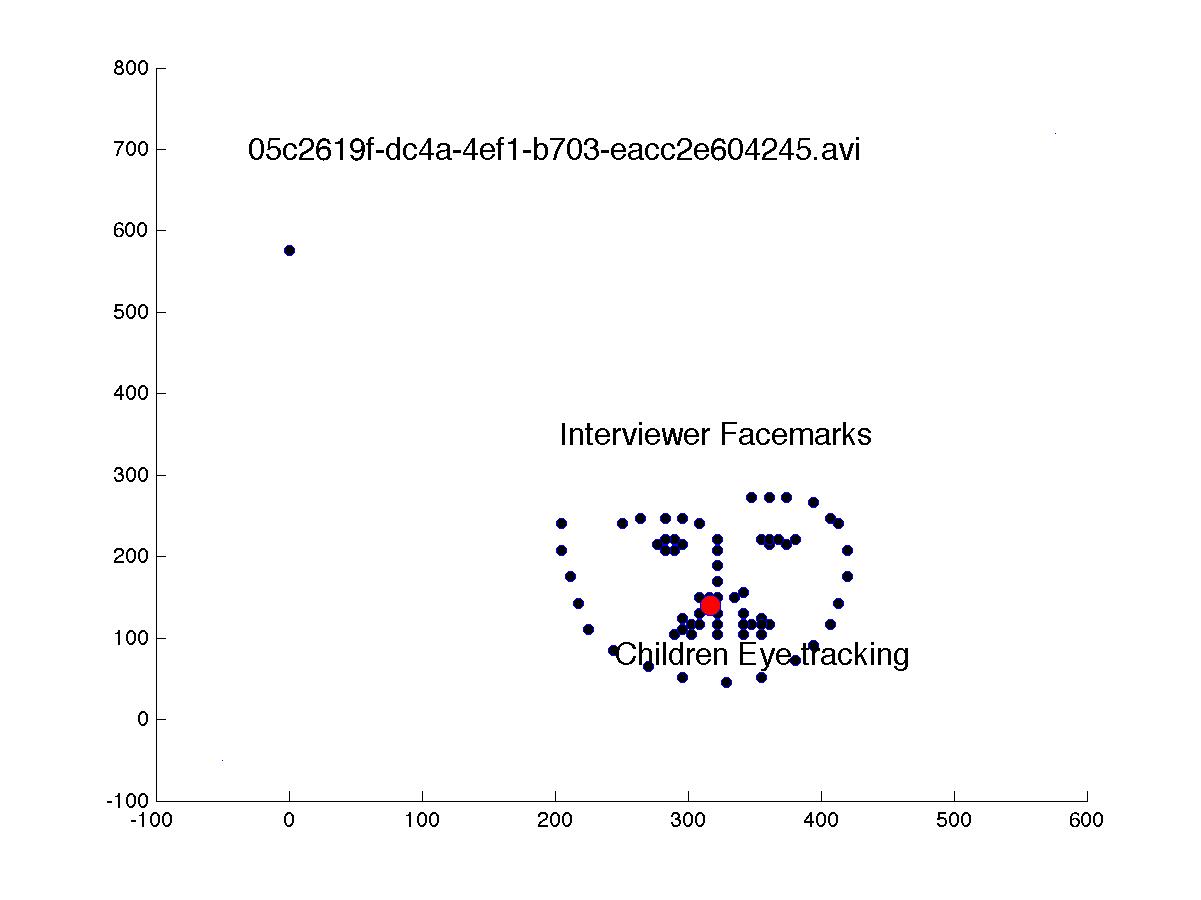 800
700
05c2619f-dc4a-4ef1-b703-eacc2e604245.avi
600
500
400
Interviewer Facemarks
300
200
100
Children Eye tracking
0
-100
-100 0 100 200 300 400 500 600